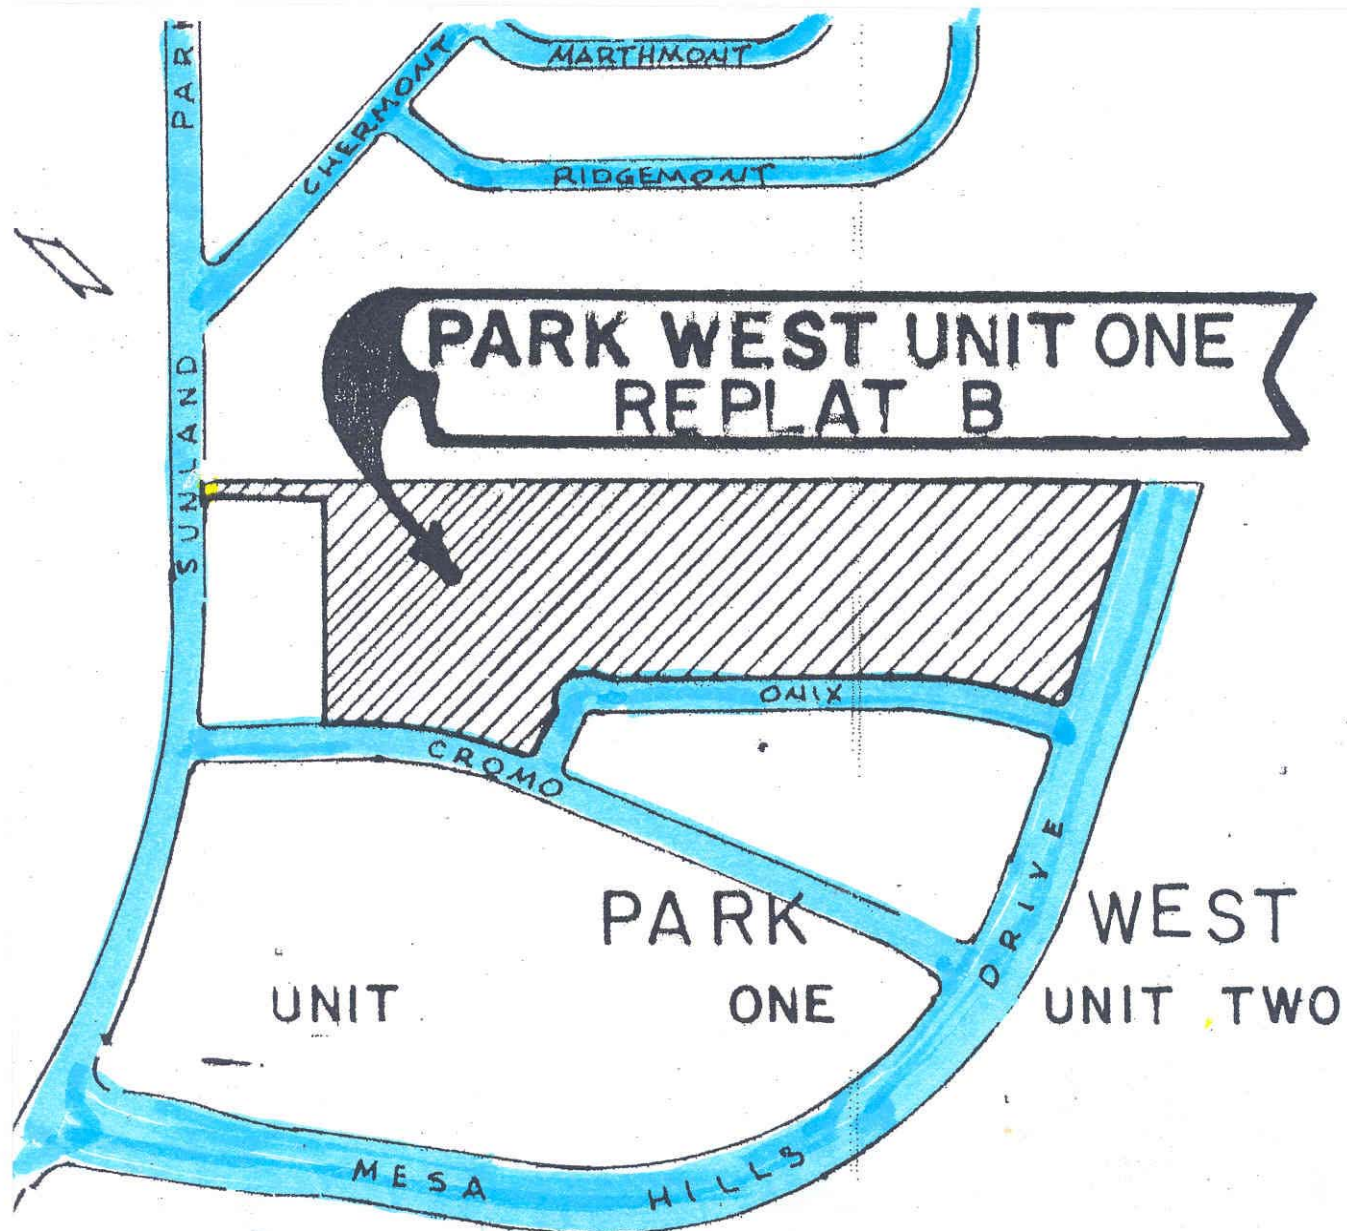 MARTHMONT
CHERMONT
RIDGEMONT
SUNLAND PAR
PARK WEST UNIT ONE
REPLAT B
ONIX
CROMO
PARK WEST
UNIT ONE UNIT TWO
MESA HILLS DRIVE